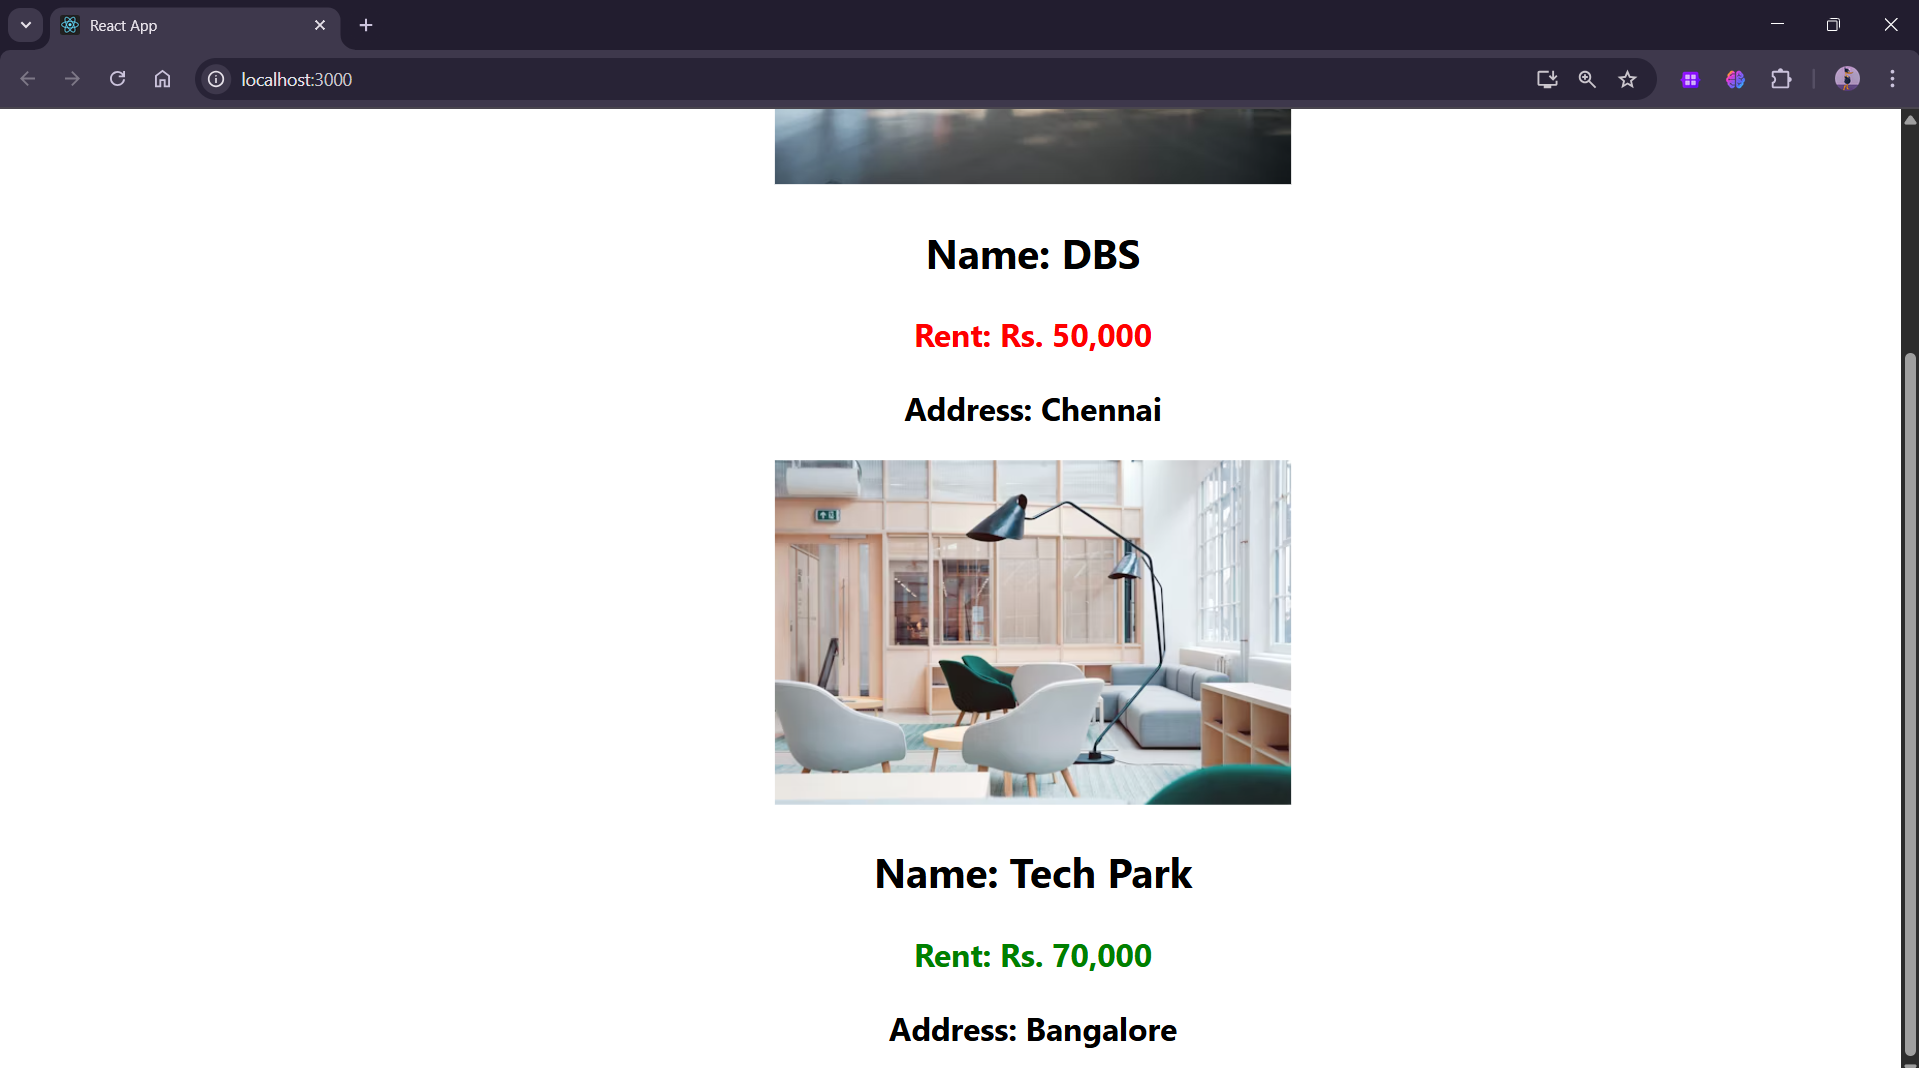 React App
localhost:3000
Name: DBS
Rent: Rs. 50,000
Address: Chennai
Name: Tech Park
Rent: Rs. 70,000
Address: Bangalore